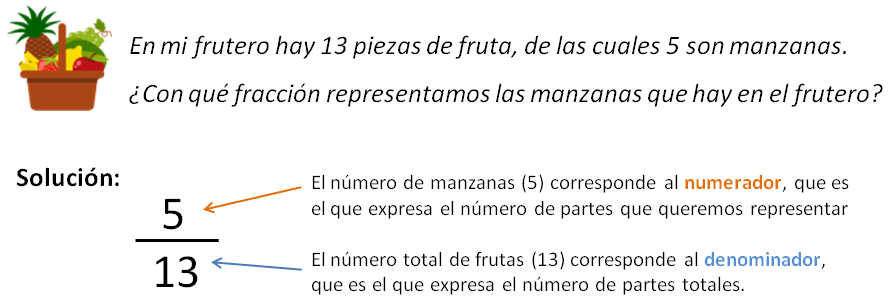 En mi frutero hay 13 piezas de fruta, de las cuales 5 son manzanas.
¿Con qué fracción representamos las manzanas que hay en el frutero?
Solución:
5
13
El número de manzanas (5) corresponde al numerador, que es
el que expresa el número de partes que queremos representar
El número total de frutas (13) corresponde al denominador,
que es el que expresa el número de partes totales.